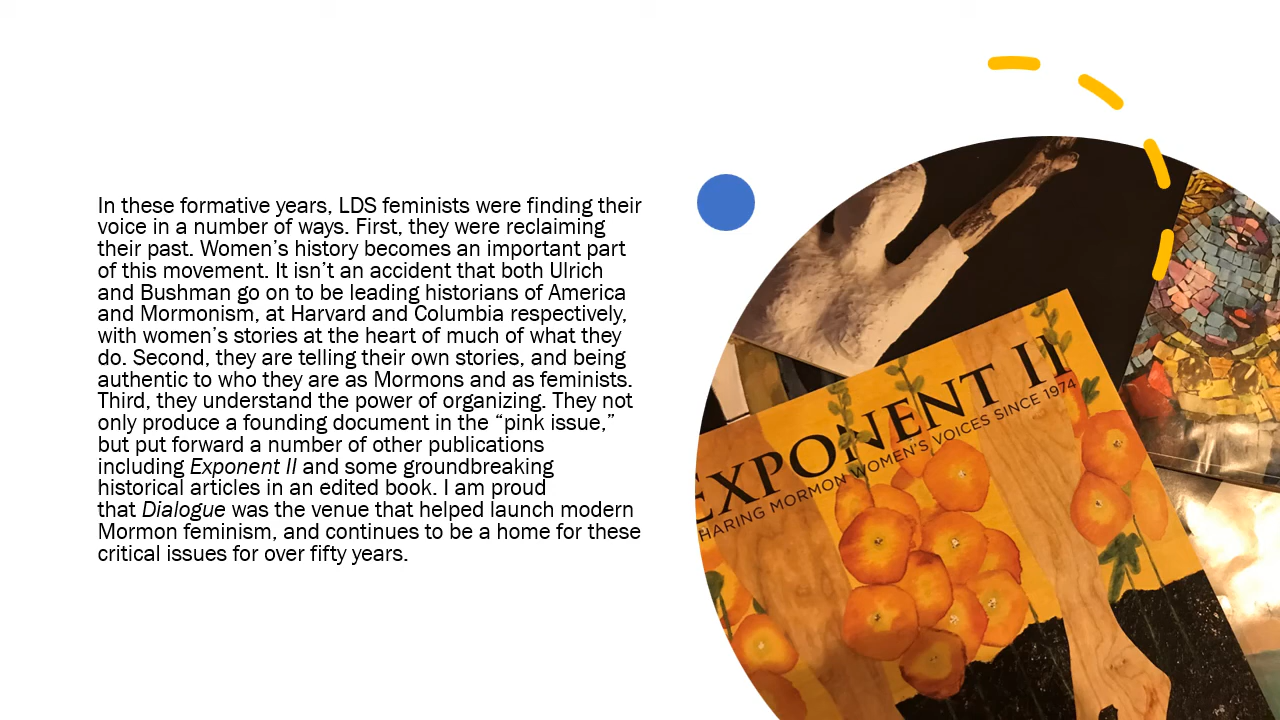 In these formative years, LDS feminists were finding their
voice in a number of ways. First, they were reclaiming
their past. Women’s history becomes an important part
of this movement. It isn’t an accident that both Ulrich
and Bushman go on to be leading historians of America
and Mormonism, at Harvard and Columbia respectively,
with women’s stories at the heart of much of what they
do. Second, they are telling their own stories, and being
authentic to who they are as Mormons and as feminists.
Third, they understand the power of organizing. They not
only produce a founding document in the “pink issue,”
but put forward a number of other publications
including Exponent II and some groundbreaking
historical articles in an edited book. I am proud
that Dialogue was the venue that helped launch modern
Mormon feminism, and continues to be a home for these
critical issues for over fifty years.
EXPONENT II
HARING MORMON WOMEN'S VOICES SINCE 1974